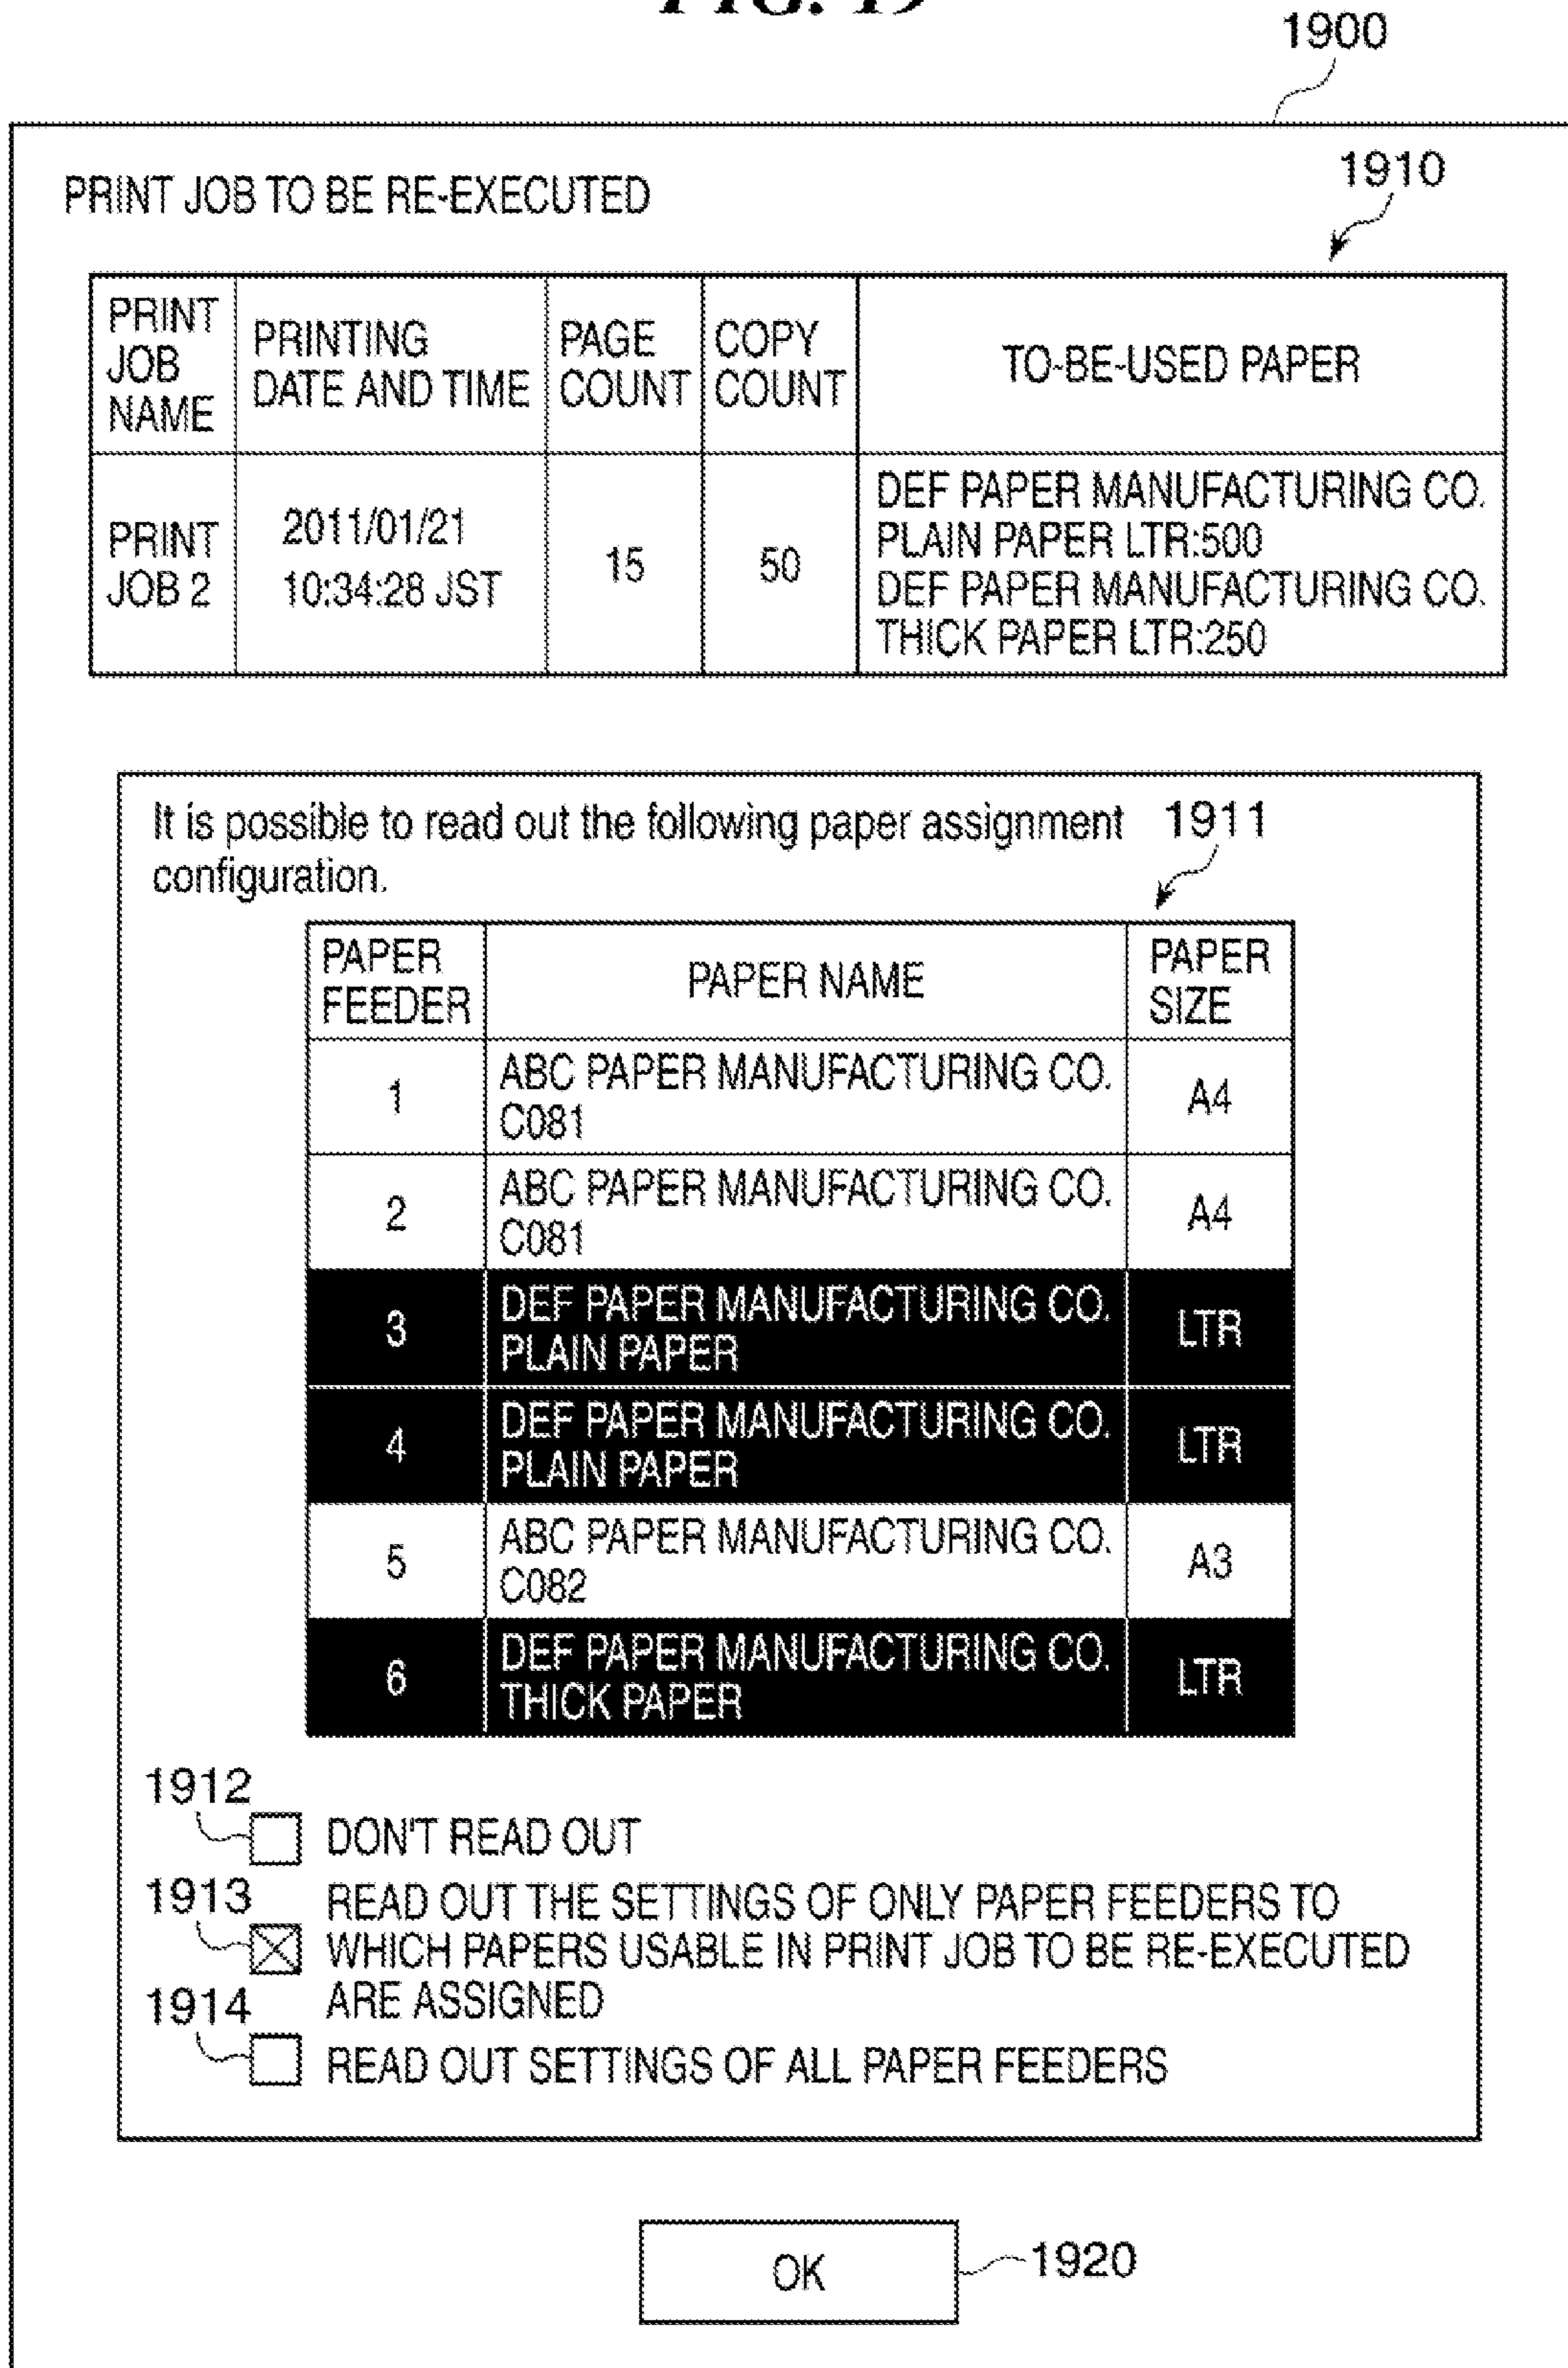 FIG. 19
1900
PRINT JOB TO BE RE-EXECUTED
1910
PRINT
JOB
NAME
PRINTING
DATE AND TIME
PAGE
COUNT
COPY
COUNT
TO-BE-USED PAPER
PRINT
JOB 2
2011/01/21
10:34:28 JST
15
50
DEF PAPER MANUFACTURING CO.
PLAIN PAPER LTR:500
DEF PAPER MANUFACTURING CO.
THICK PAPER LTR:250
It is possible to read out the following paper assignment
configuration.
1911
PAPER
FEEDER
PAPER NAME
PAPER
SIZE
1
ABC PAPER MANUFACTURING CO.
C081
A4
2
ABC PAPER MANUFACTURING CO.
C081
A4
3
DEF PAPER MANUFACTURING CO.
PLAIN PAPER
LTR
4
DEF PAPER MANUFACTURING CO.
PLAIN PAPER
LTR
5
ABC PAPER MANUFACTURING CO.
C082
A3
6
DEF PAPER MANUFACTURING CO.
THICK PAPER
LTR
1912
DON'T READ OUT
1913
READ OUT THE SETTINGS OF ONLY PAPER FEEDERS TO
WHICH PAPERS USABLE IN PRINT JOB TO BE RE-EXECUTED
ARE ASSIGNED
1914
READ OUT SETTINGS OF ALL PAPER FEEDERS
OK
1920